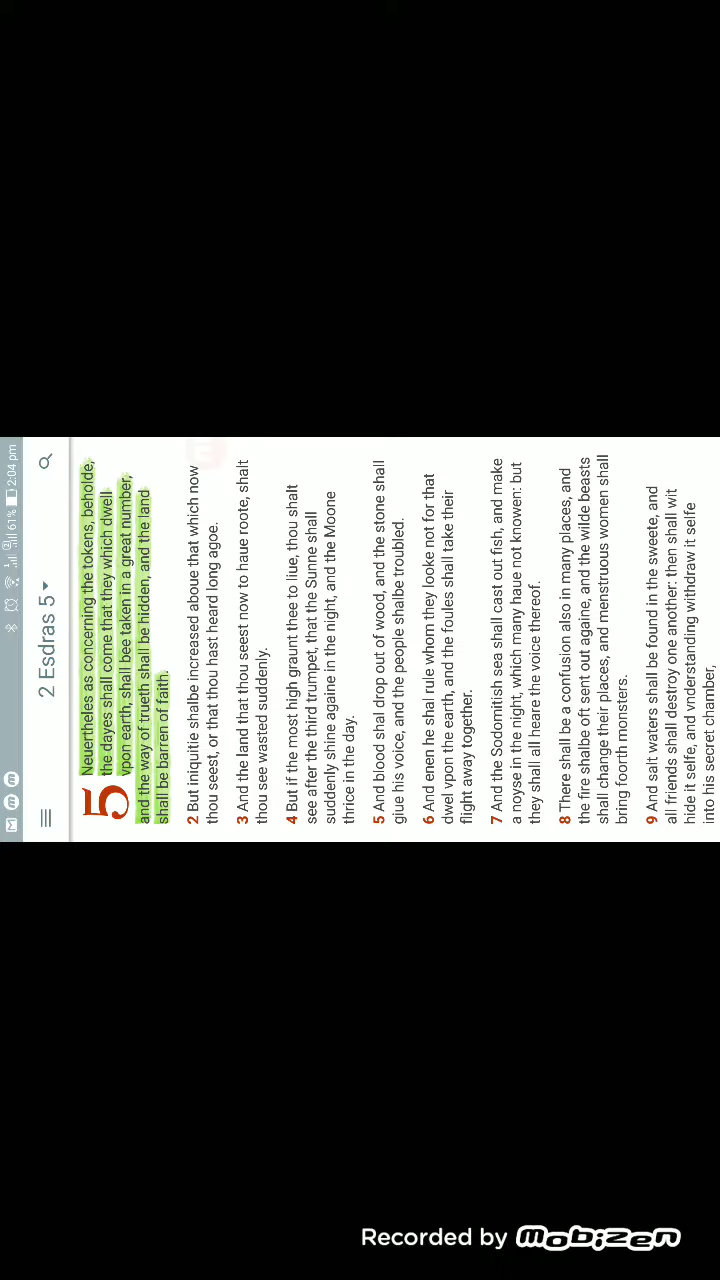 2:04 pm
61%
2 Esdras 5
5 Neuertheles as concerning the tokens, beholde,
the dayes shall come that they which dwell
vpon earth, shall bee taken in a great number,
and the way of trueth shall be hidden, and the land
shall be barren of faith.
2 But iniquitie shalbe increased aboue that which now
thou seest, or that thou hast heard long agoe.
3 And the land that thou seest now to haue roote, shalt
thou see wasted suddenly.
4 But if the most high graunt thee to liue, thou shalt
see after the third trumpet, that the Sunne shall
suddenly shine againe in the night, and the Moone
thrice in the day.
5 And blood shal drop out of wood, and the stone shall
giue his voice, and the people shalbe troubled.
6 And enen he shal rule whom they looke not for that
dwel vpon the earth, and the foules shall take their
flight away together.
7 And the Sodomitish sea shall cast out fish, and make
a noyse in the night, which many haue not knowen: but
they shall all heare the voice thereof.
8 There shall be a confusion also in many places, and
the fire shalbe oft sent out againe, and the wilde beasts
shall change their places, and menstruous women shall
bring foorth monsters.
9 And salt waters shall be found in the sweete, and
all friends shall destroy one another: then shall wit
hide it selfe, and vnderstanding withdraw it selfe
into his secret chamber,
Recorded by mobizen